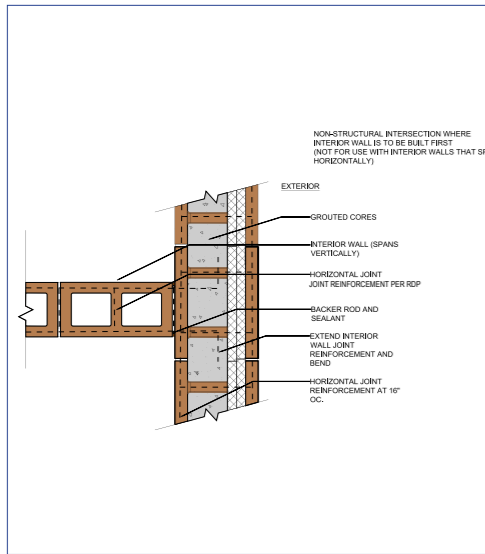 NON-STRUCTURAL INTERSECTION WHERE
INTERIOR WALL IS TO BE BUILT FIRST
(NOT FOR USE WITH INTERIOR WALLS THAT SP
HORIZONTALLY)
EXTERIOR
GROUTED CORES
INTERIOR WALL (SPANS
VERTICALLY)
HORIZONTAL JOINT
JOINT REINFORCEMENT PER RDP
BACKER ROD AND
SEALANT
EXTEND INTERIOR
WALL JOINT
REINFORCEMENT AND
BEND
HORIZONTAL JOINT
REINFORCEMENT AT 16"
OC.